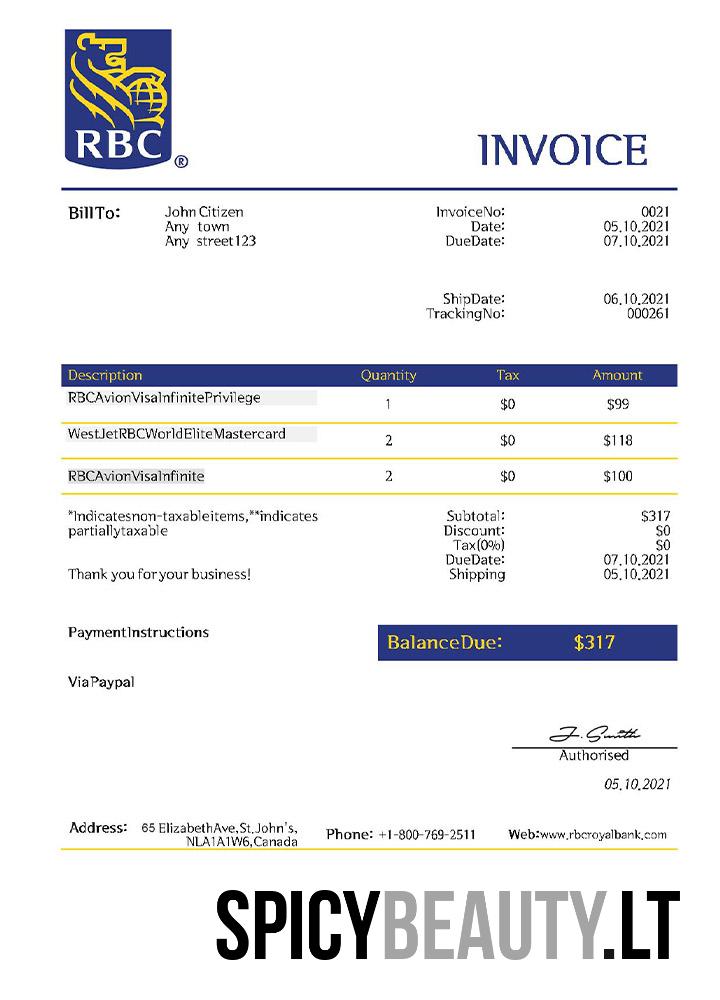 RBC®
INVOICE
BillTo:
John Citizen
Any town
Any street123
InvoiceNo: 0021
Date: 05.10.2021
DueDate: 07.10.2021
ShipDate: 06.10.2021
TrackingNo: 000261
Description Quantity Tax Amount
RBCAvionVisaInfinitePrivilege 1 $0 $99
WestJetRBCWorldEliteMastercard 2 $0 $118
RBCAvionVisaInfinite 2 $0 $100
*Indicatesnon-taxableitems,**indicates
partiallytaxable
Thank you for your business!
Subtotal: $317
Discount: $0
Tax(0%) $0
DueDate: 07.10.2021
Shipping 05.10.2021
PaymentInstructions
BalanceDue: $317
ViaPaypal
J. Smith
Authorised
05.10.2021
Address: 65 ElizabethAve,St.John's,
NLA1A1W6,Canada
Phone: +1-800-769-2511
Web:www.rbcroyalbank.com
SPICYBEAUTY.LT